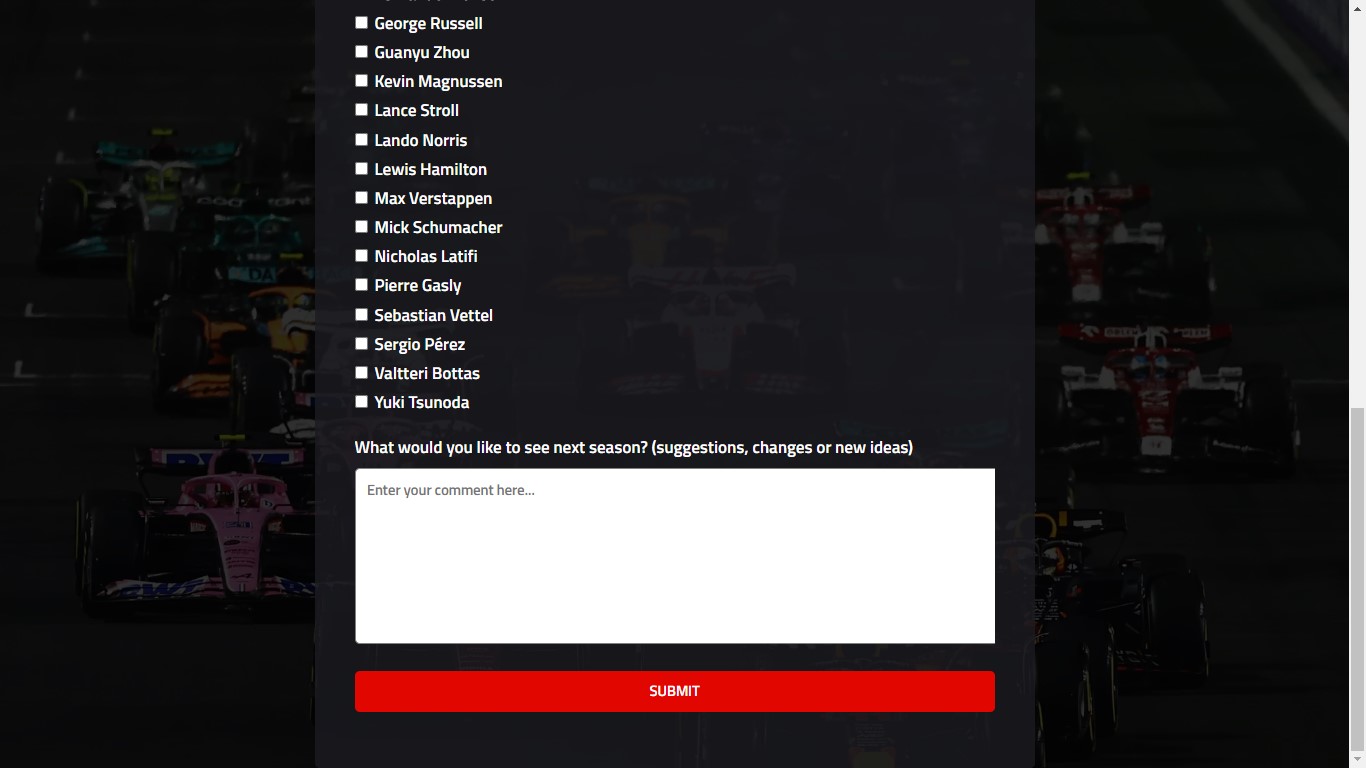 George Russell
Guanyu Zhou
Kevin Magnussen
Lance Stroll
Lando Norris
Lewis Hamilton
Max Verstappen
Mick Schumacher
Nicholas Latifi
Pierre Gasly
Sebastian Vettel
Sergio Pérez
Valtteri Bottas
Yuki Tsunoda
What would you like to see next season? (suggestions, changes or new ideas)
Enter your comment here...
SUBMIT